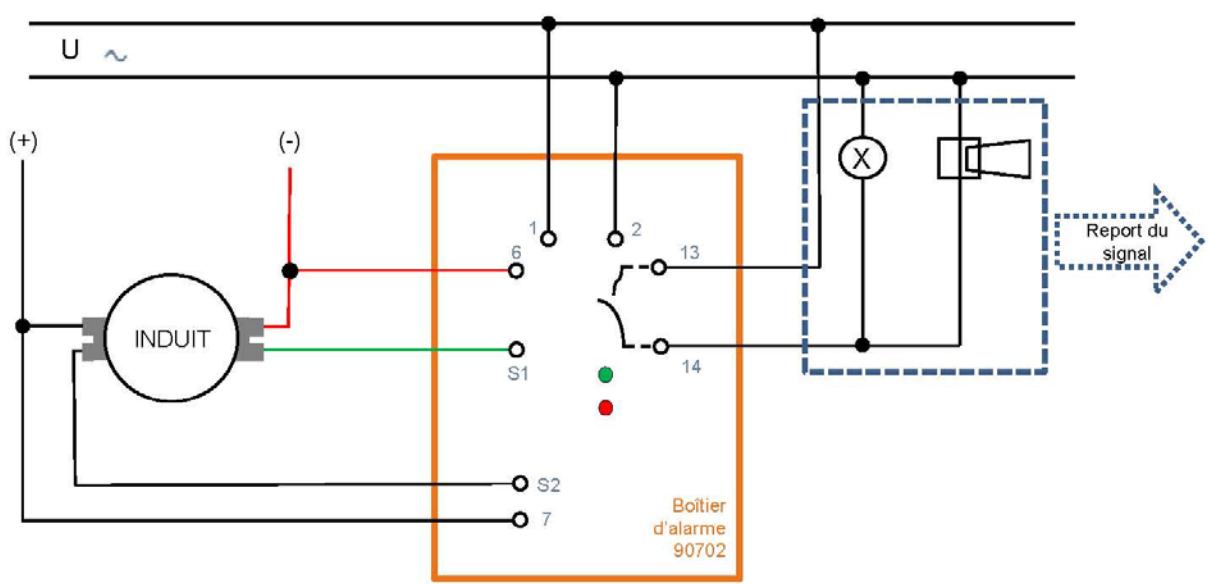 U ~
(+)
(-)
1
2
6
13
X
Report du
signal
INDUIT
S1
14
S2
7
Boîtier
d'alarme
90702